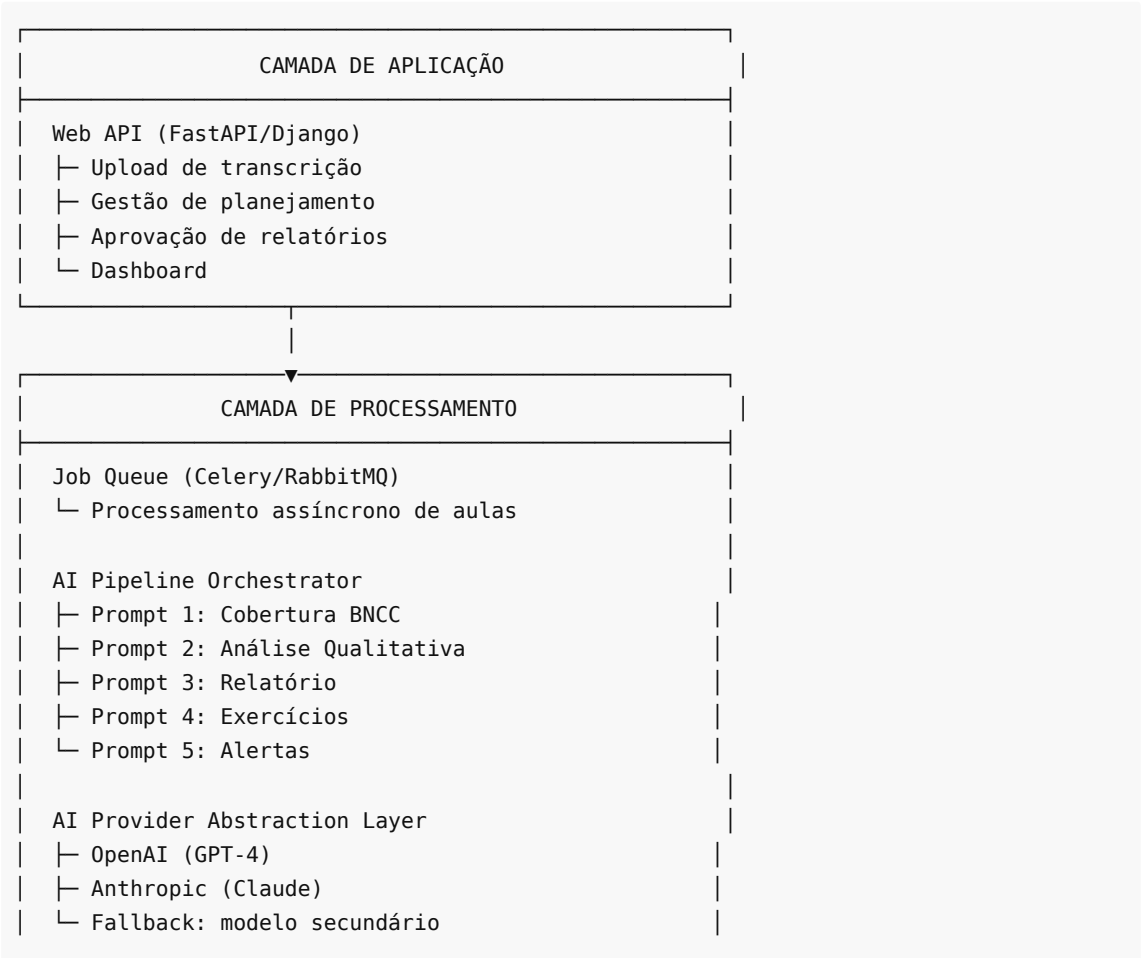 CAMADA DE APLICAÇÃO
Web API (FastAPI/Django)
├─ Upload de transcrição
├─ Gestão de planejamento
├─ Aprovação de relatórios
└─ Dashboard
▼
CAMADA DE PROCESSAMENTO
Job Queue (Celery/RabbitMQ)
└─ Processamento assíncrono de aulas
AI Pipeline Orchestrator
├─ Prompt 1: Cobertura BNCC
├─ Prompt 2: Análise Qualitativa
├─ Prompt 3: Relatório
├─ Prompt 4: Exercícios
└─ Prompt 5: Alertas
AI Provider Abstraction Layer
├─ OpenAI (GPT-4)
├─ Anthropic (Claude)
└─ Fallback: modelo secundário